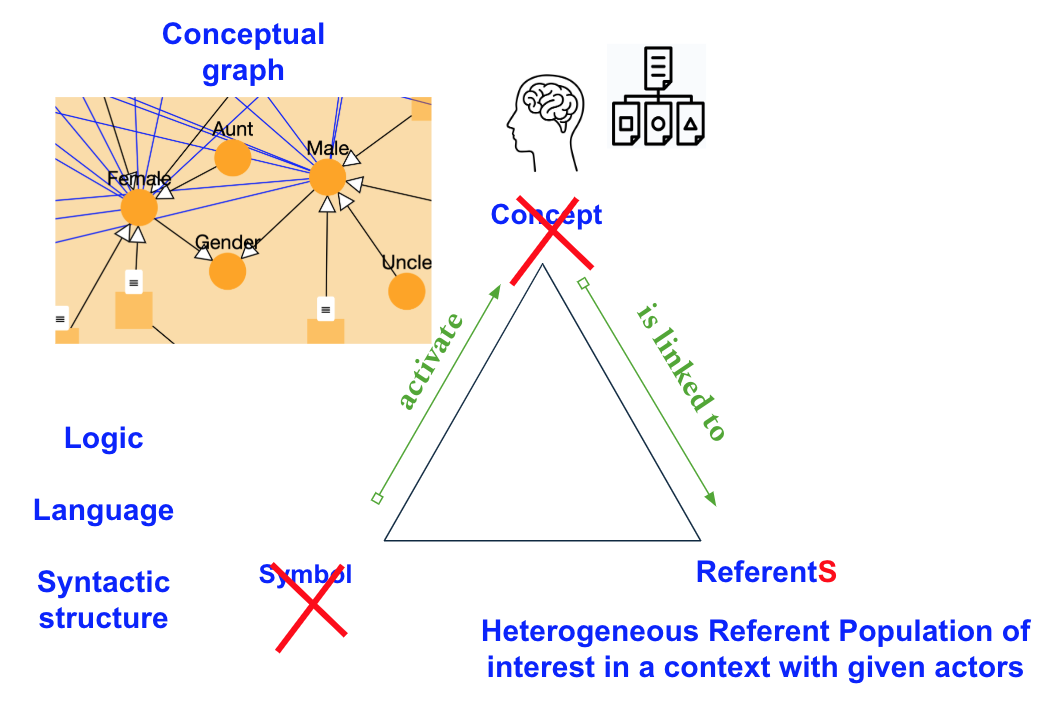 Conceptual
graph
Aunt
Male
Female
Gender
Uncle
Concept
activate
is linked to
Logic
Language
Syntactic
structure
Symbol
ReferentS
Heterogeneous Referent Population of
interest in a context with given actors